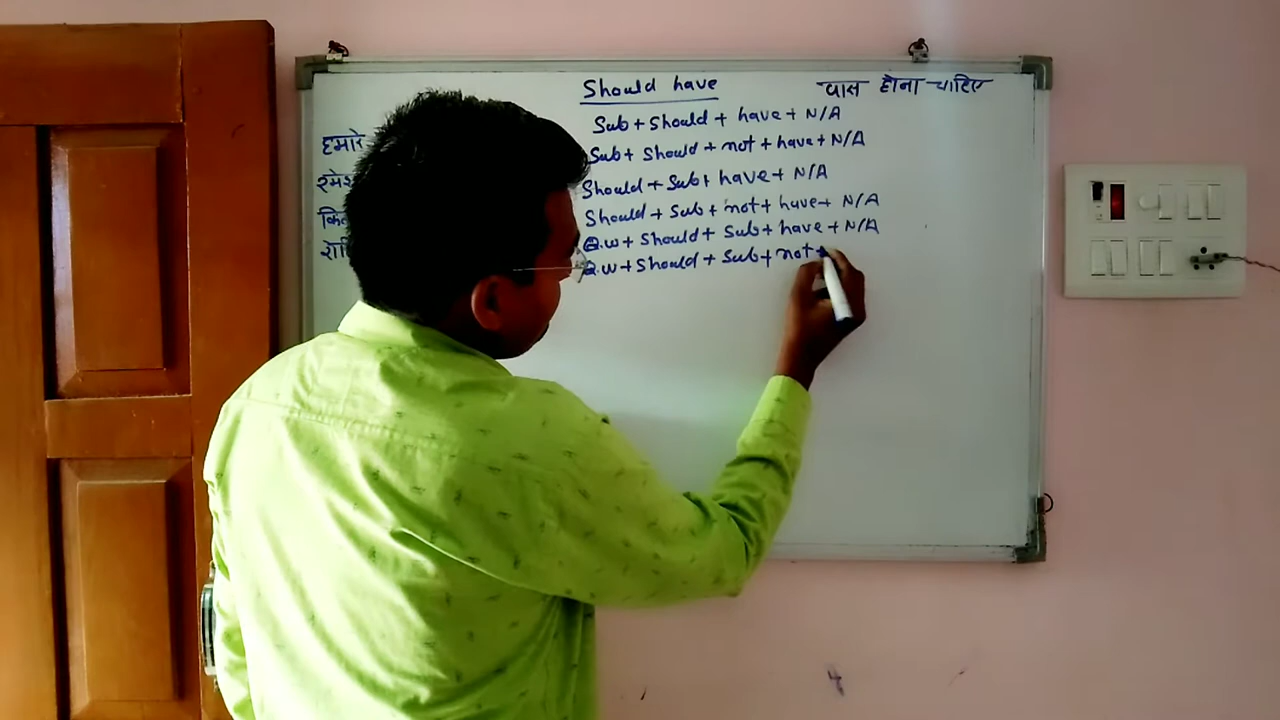 Should have
पास होना चाहिए
Sub + Should + have + N/A
हमारे
Sub + Should + not + have + N/A
Should + Sub + have + N/A
Should + Sub + not + have + N/A
Q.W + Should + Sub + have + N/A
Q.W + Should + Sub + not +